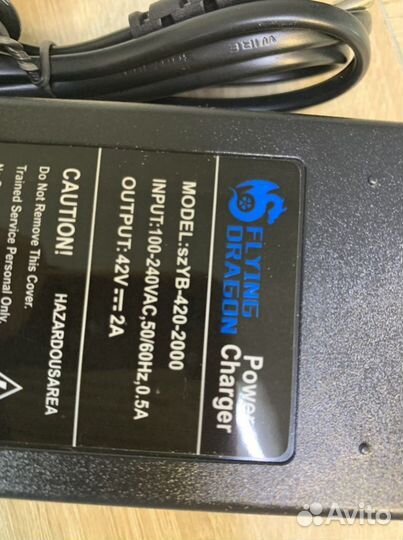 FLYING
DRAGON
Power
Charger
MODEL:szYB-420-2000
INPUT:100-240VAC,50/60Hz,0.5A
OUTPUT:42V⎓2A
CAUTION!
HAZARDOUSAREA
Do Not Remove This Cover.
Trained Service Personal Only.
WIRE
Avito